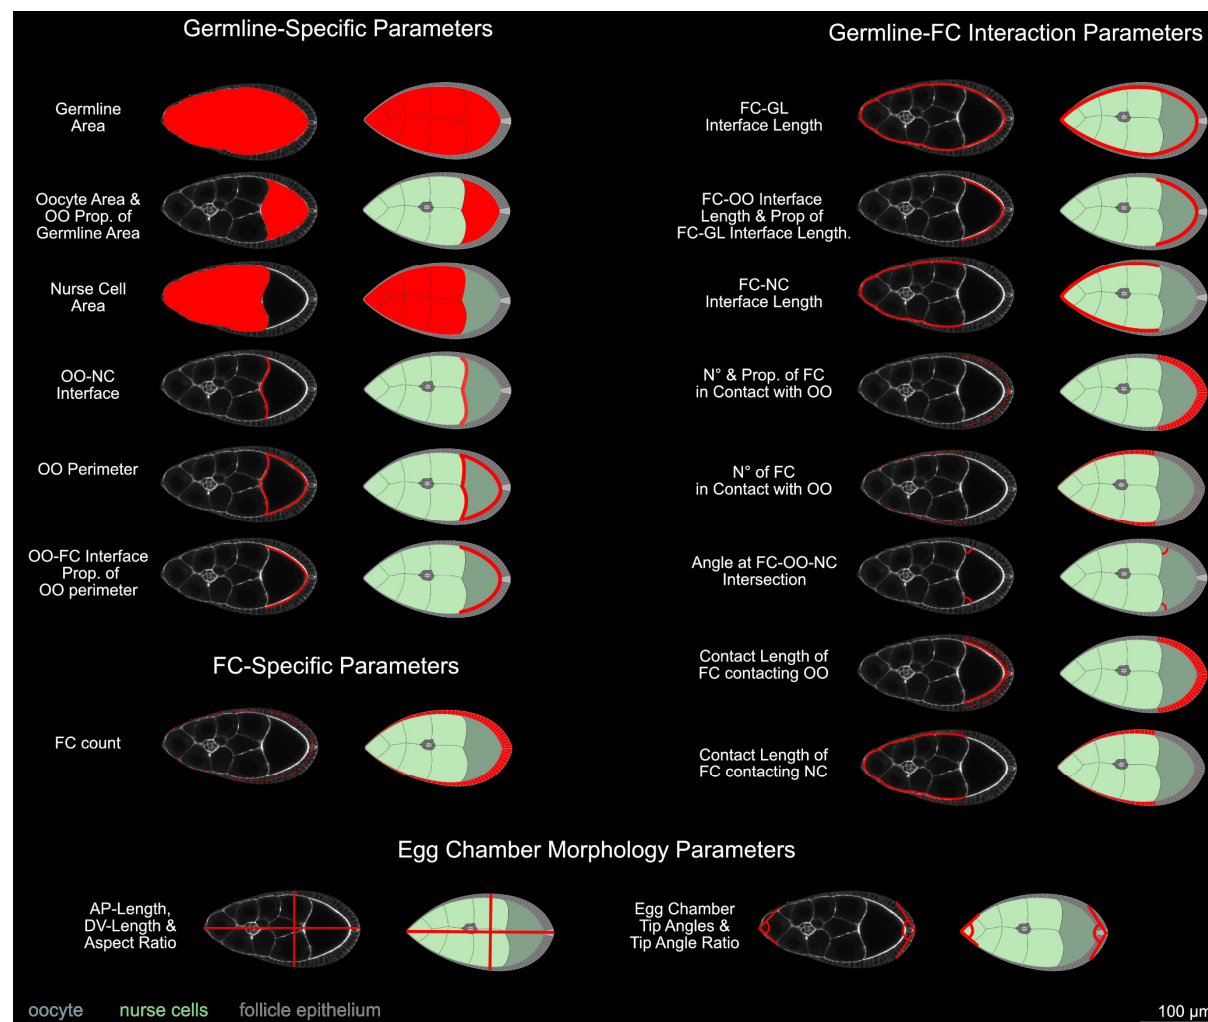 Germline-Specific Parameters
Germline
Area
Oocyte Area &
OO Prop. of
Germline Area
Nurse Cell
Area
OO-NC
Interface
OO Perimeter
OO-FC Interface
Prop. of
OO perimeter
FC-Specific Parameters
FC count
Germline-FC Interaction Parameters
FC-GL
Interface Length
FC-OO Interface
Length & Prop of
FC-GL Interface Length.
FC-NC
Interface Length
N° & Prop. of FC
in Contact with OO
N° of FC
in Contact with OO
Angle at FC-OO-NC
Intersection
Contact Length of
FC contacting OO
Contact Length of
FC contacting NC
Egg Chamber Morphology Parameters
AP-Length,
DV-Length &
Aspect Ratio
Egg Chamber
Tip Angles &
Tip Angle Ratio
oocyte nurse cells follicle epithelium
100 µm